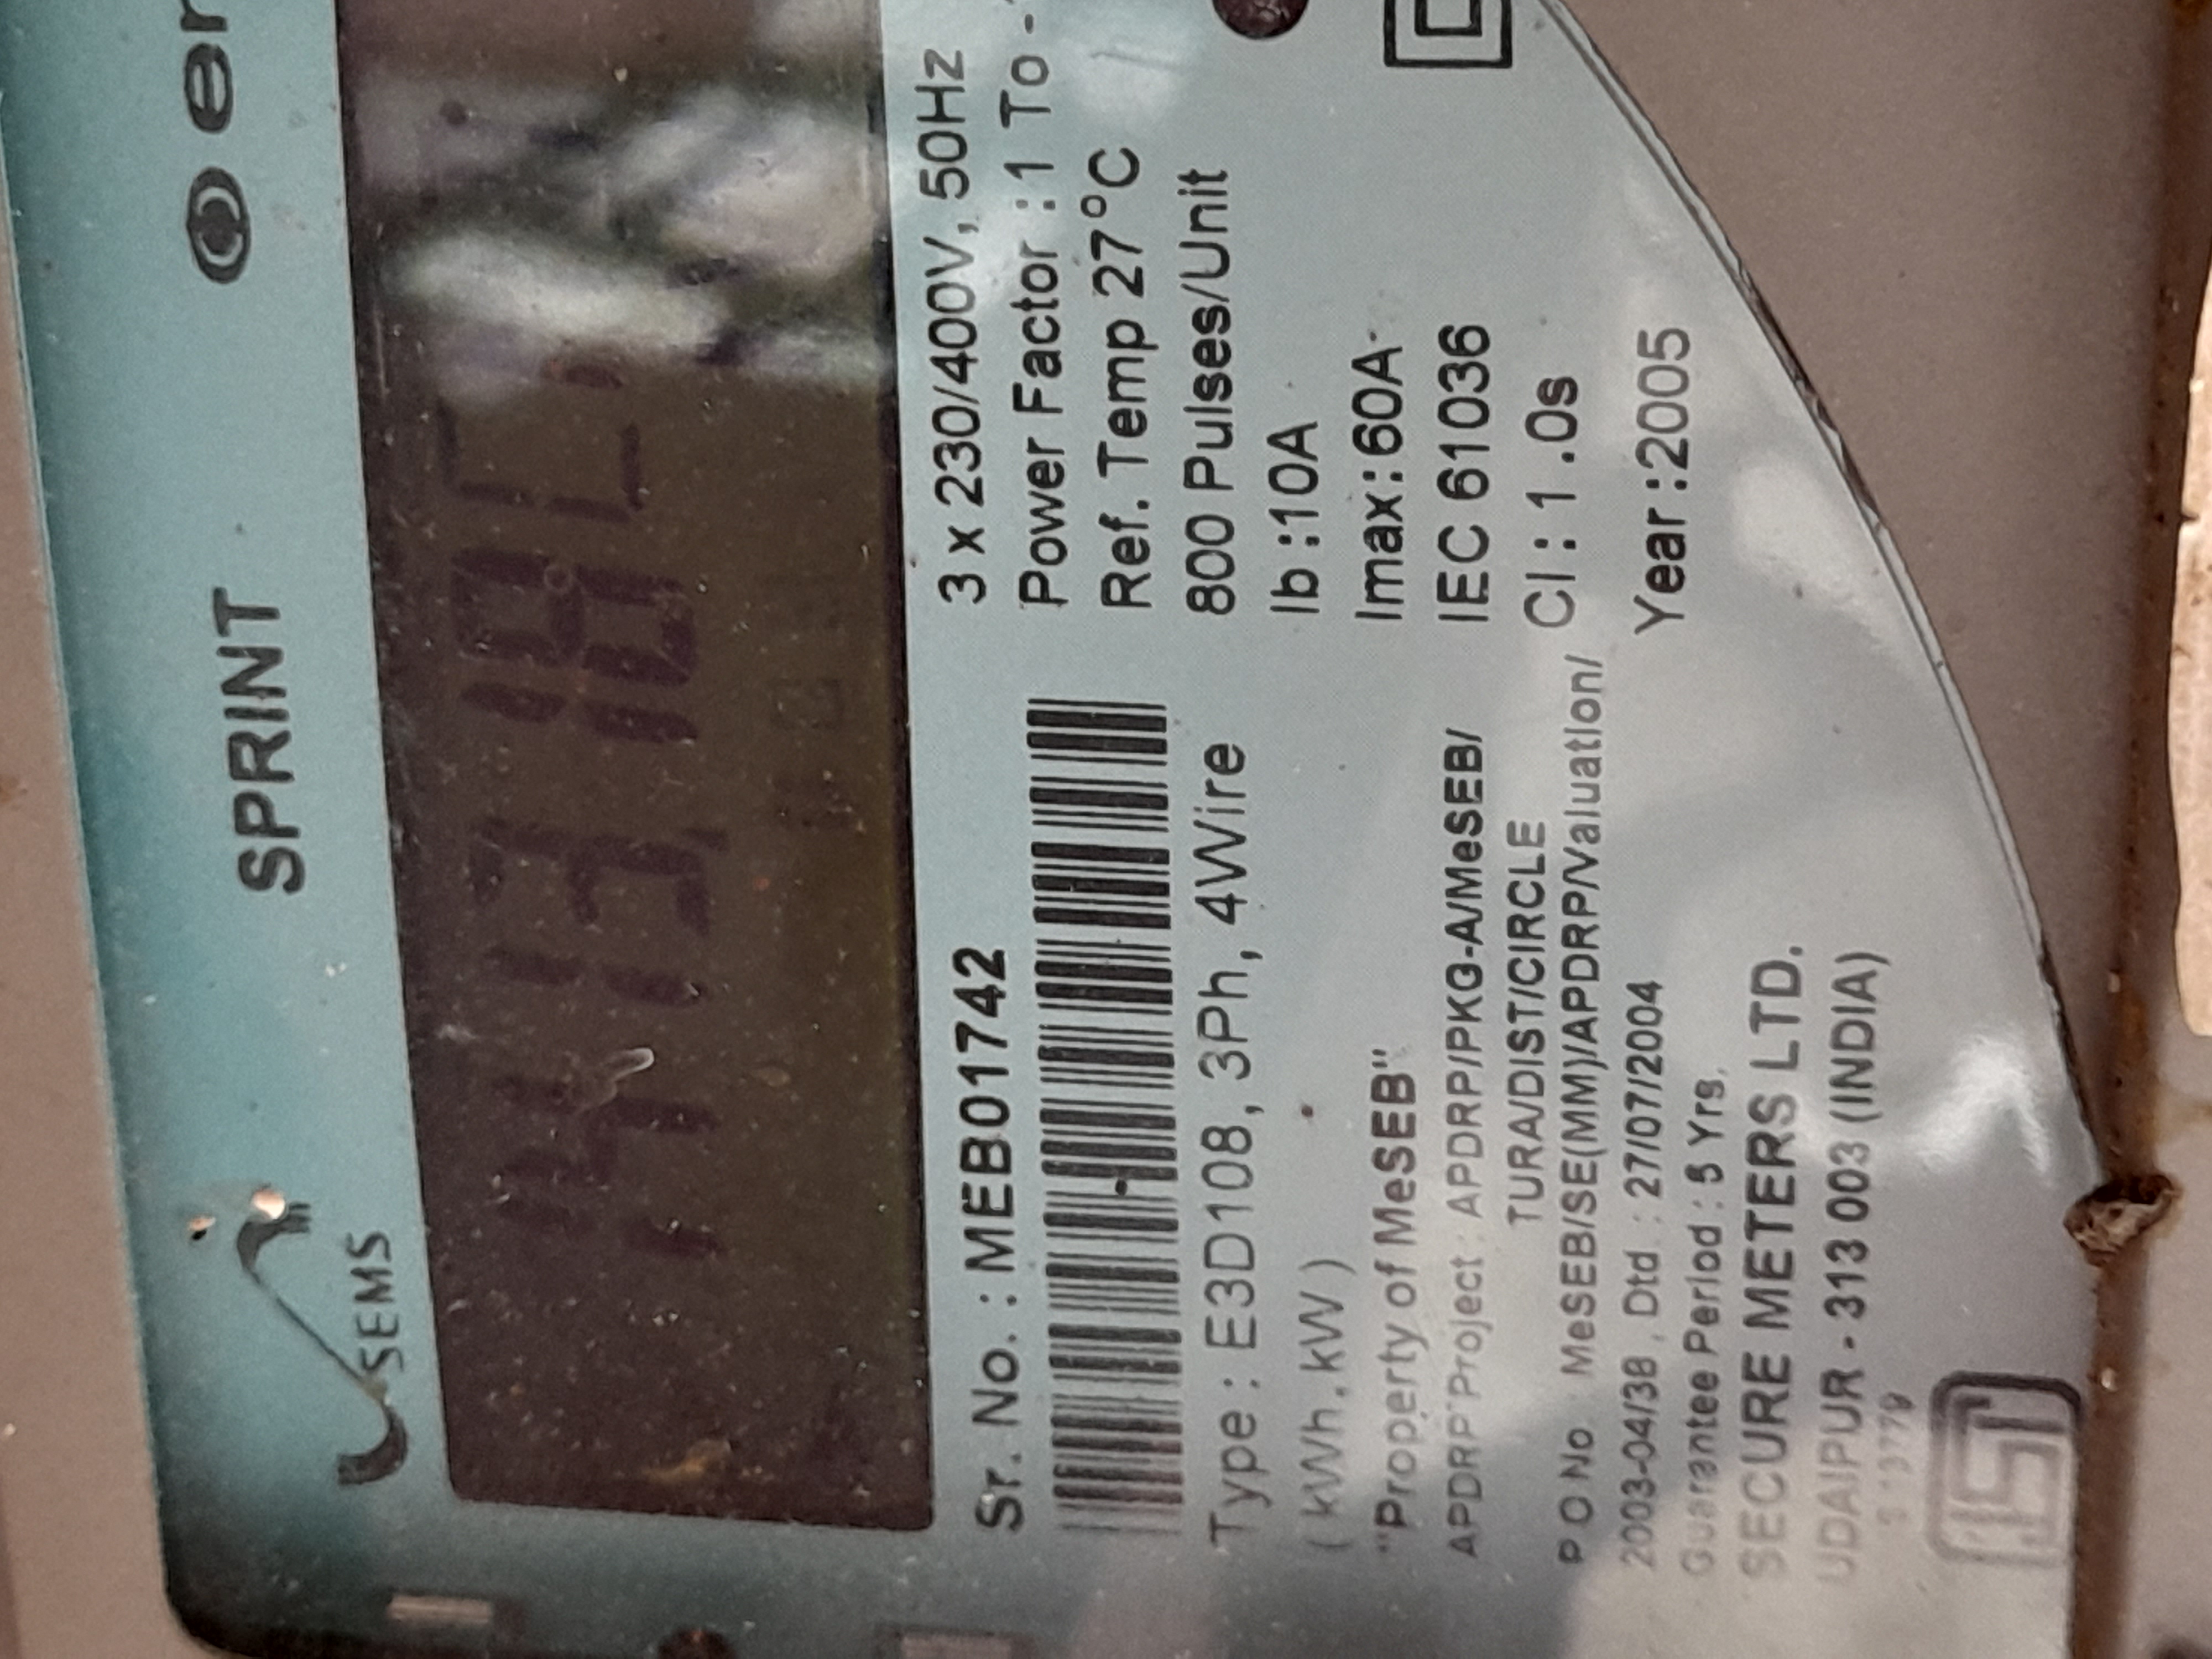 SEMS
SPRINT
er
Sr. No. : MEB01742
Type : E3D108, 3Ph, 4Wire
( kWh, kW )
"Property of MeSEB"
APDRP Project : APDRP/PKG-A/MeSEB/
TURA/DIST/CIRCLE
P O No MeSEB/SE(MM)/APDRP/Valuation/
2003-04/38 , Dtd : 27/07/2004
Guarantee Period : 5 Yrs.
SECURE METERS LTD.
UDAIPUR - 313 003 (INDIA)
3 x 230/400V, 50Hz
Power Factor : 1 To -
Ref. Temp 27°C
800 Pulses/Unit
Ib :10A
Imax:60A
IEC 61036
Cl : 1.0s
Year :2005